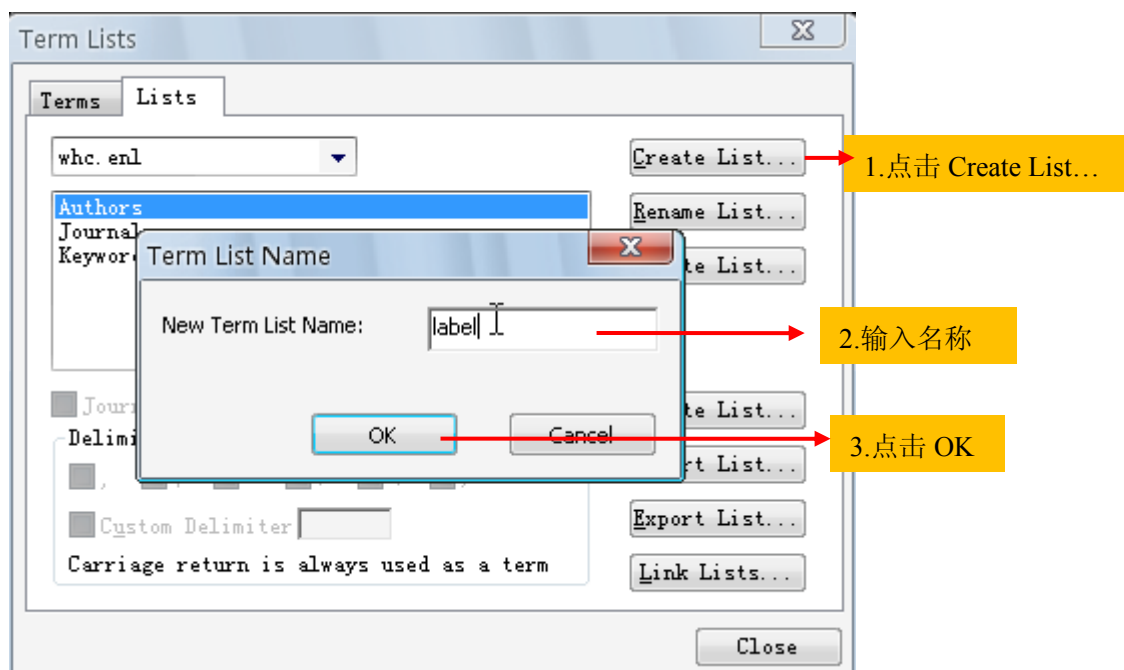 Term Lists
Terms
Lists
whc.enl
Create List...
1.点击 Create List…
Authors
Rename List...
Term List Name
New Term List Name:
label
2.输入名称
OK
Cancel
3.点击 OK
Custom Delimiter
Export List...
Carriage return is always used as a term
Link Lists...
Close